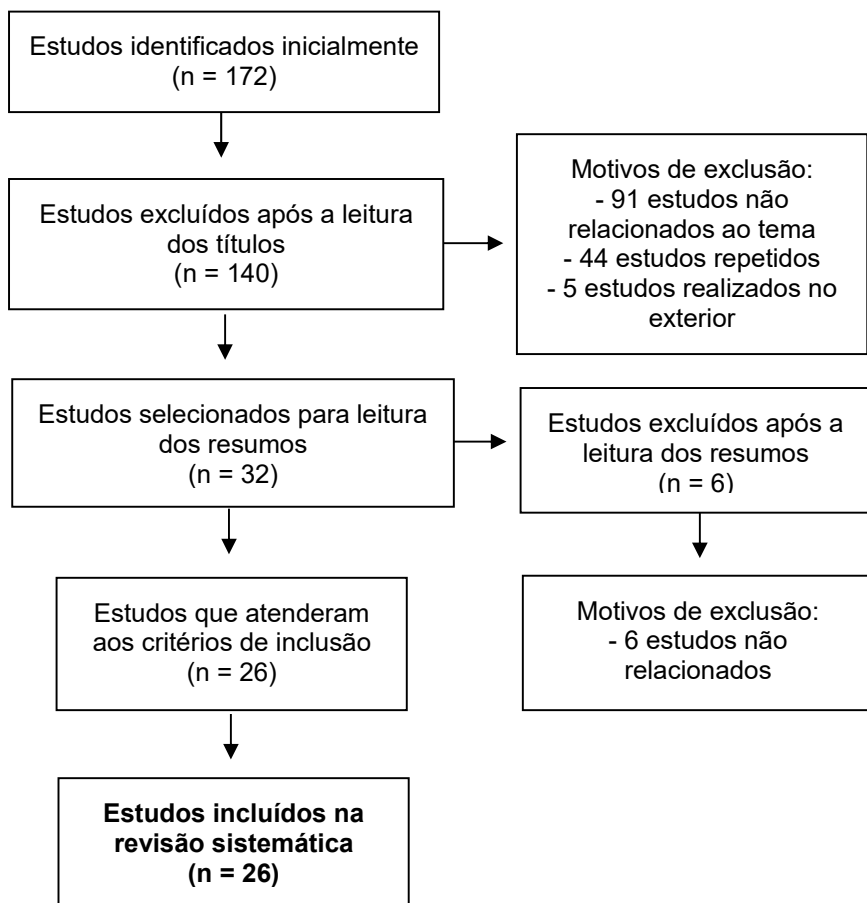 Estudos identificados inicialmente
(n = 172)
Estudos excluídos após a leitura
dos títulos
(n = 140)
Motivos de exclusão:
- 91 estudos não
relacionados ao tema
- 44 estudos repetidos
- 5 estudos realizados no
exterior
Estudos selecionados para leitura
dos resumos
(n = 32)
Estudos excluídos após a
leitura dos resumos
(n = 6)
Estudos que atenderam
aos critérios de inclusão
(n = 26)
Motivos de exclusão:
- 6 estudos não
relacionados
Estudos incluídos na
revisão sistemática
(n = 26)